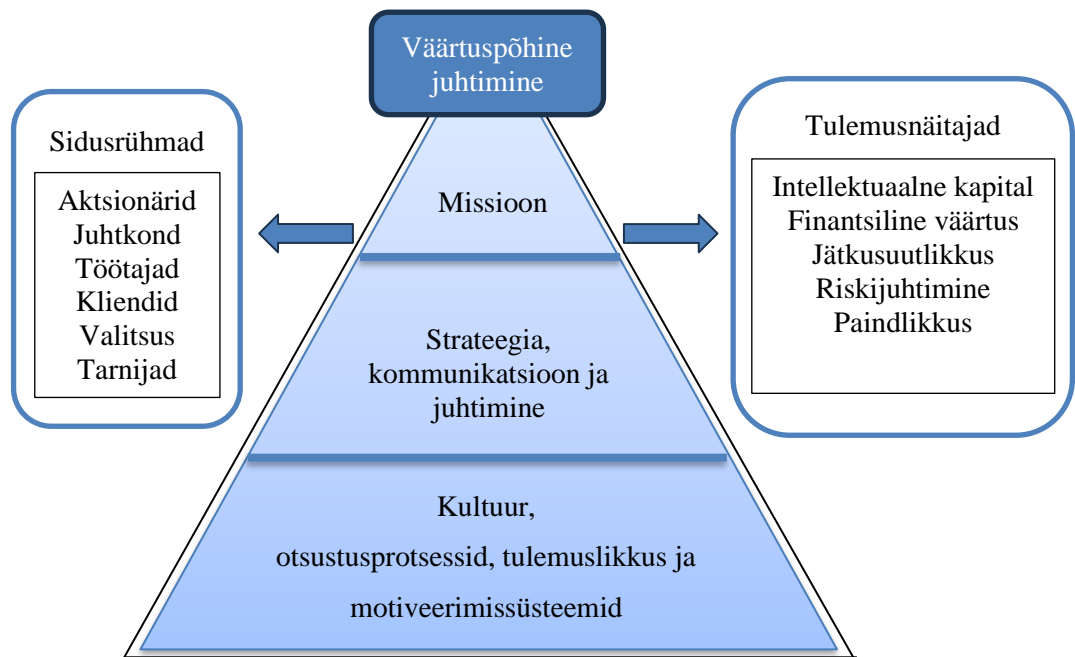 Väärtuspõhine
juhtimine
Sidusrühmad
Aktsionärid
Juhtkond
Töötajad
Kliendid
Valitsus
Tarnijad
Missioon
Strateegia,
kommunikatsioon ja
juhtimine
Kultuur,
otsustusprotsessid, tulemuslikkus ja
motiveerimissüsteemid
Tulemusnäitajad
Intellektuaalne kapital
Finantsiline väärtus
Jätkusuutlikkus
Riskijuhtimine
Paindlikkus